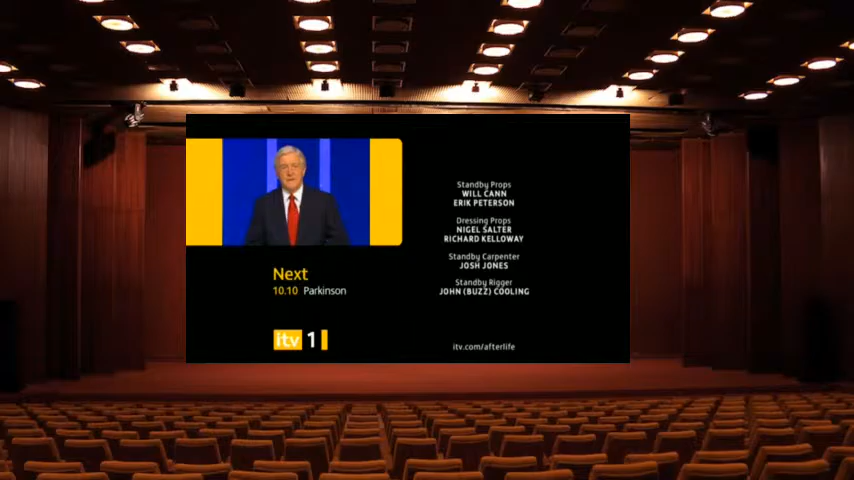 Next
10.10 Parkinson
itv 1
Standby Props
WILL CANN
ERIK PETERSON
Dressing Props
NIGEL SALTER
RICHARD KELLOWAY
Standby Carpenter
JOSH JONES
Standby Rigger
JOHN (BUZZ) COOLING
itv.com/afterlife